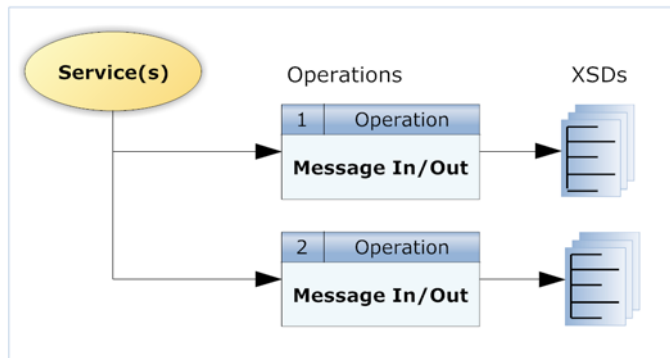 Service(s)
Operations
XSDs
1 Operation
Message In/Out
2 Operation
Message In/Out